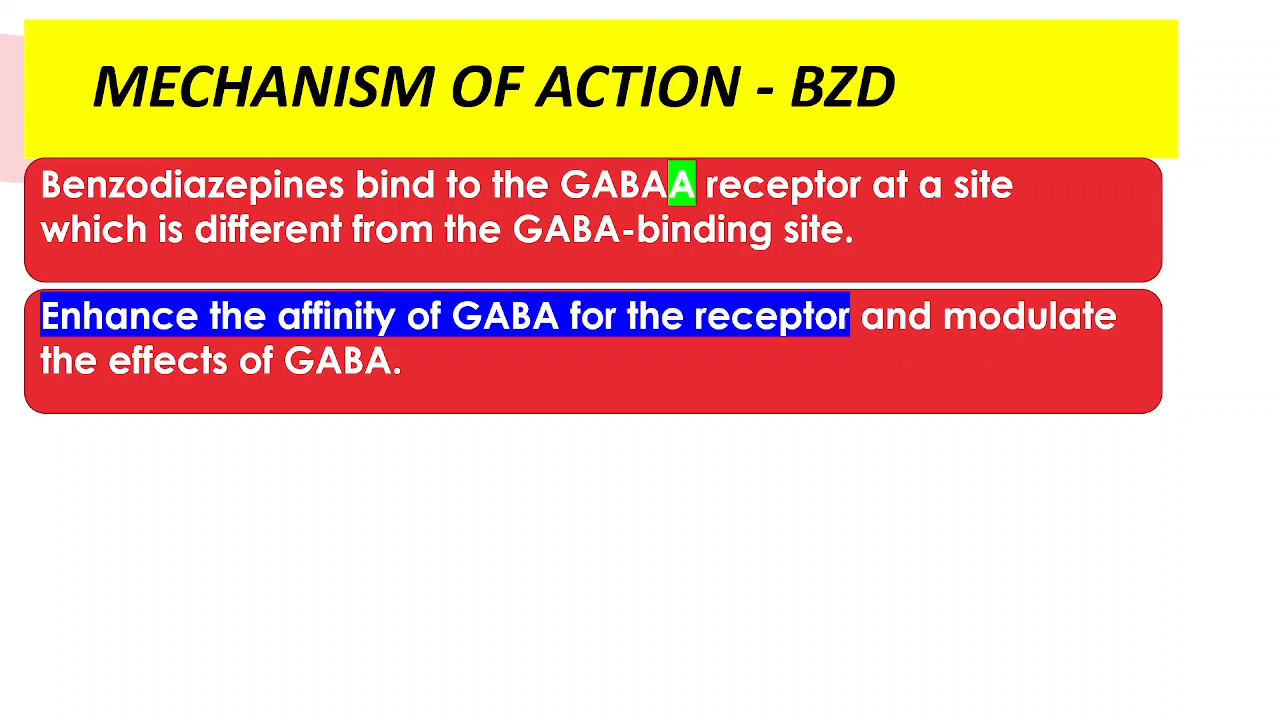 MECHANISM OF ACTION - BZD
Benzodiazepines bind to the GABAA receptor at a site
which is different from the GABA-binding site.
Enhance the affinity of GABA for the receptor and modulate
the effects of GABA.